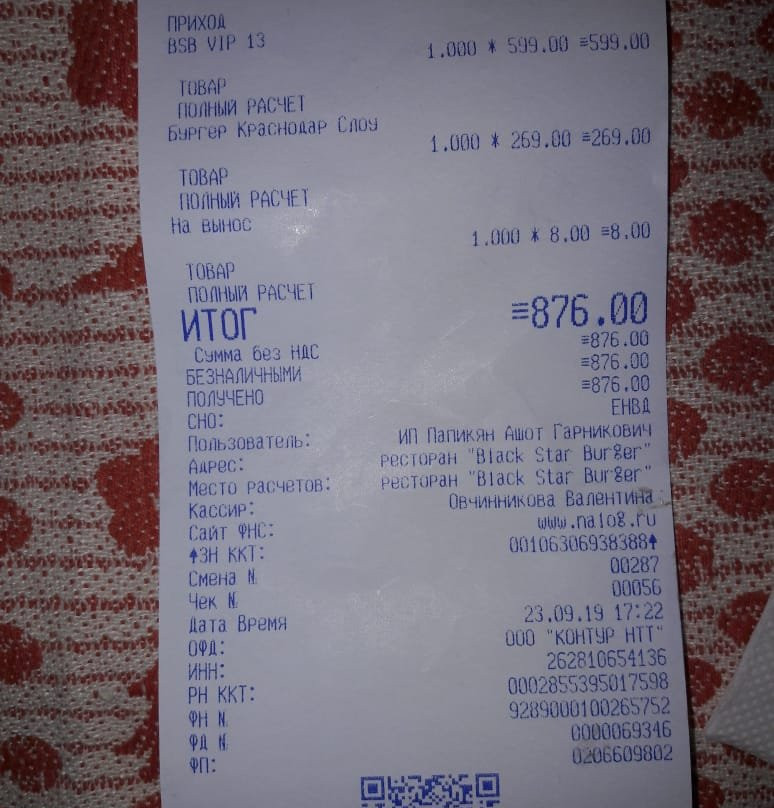 ПРИХОД
BSB VIP 13
1.000 * 599.00 ≡599.00
ТОВАР
ПОЛНЫЙ РАСЧЕТ
Бургер Краснодар Слоу
1.000 * 269.00 ≡269.00
ТОВАР
ПОЛНЫЙ РАСЧЕТ
На вынос
1.000 * 8.00 ≡8.00
ТОВАР
ПОЛНЫЙ РАСЧЕТ
ИТОГ ≡876.00
Сумма без НДС ≡876.00
БЕЗНАЛИЧНЫМИ ≡876.00
ПОЛУЧЕНО ≡876.00
СНО: ЕНВД
Пользователь: ИП Папикян Ашот Гарникович
Адрес: ресторан "Black Star Burger"
Место расчетов: ресторан "Black Star Burger"
Кассир: Овчинникова Валентина
Сайт ФНС: www.nalog.ru
↑ЗН ККТ: 00106306938388↑
Смена № 00287
Чек № 00056
Дата Время 23.09.19 17:22
ОФД: ООО "КОНТУР НТТ"
ИНН: 262810654136
РН ККТ: 0002855395017598
ФН № 9289000100265752
ФД № 0000069346
ФП: 0206609802